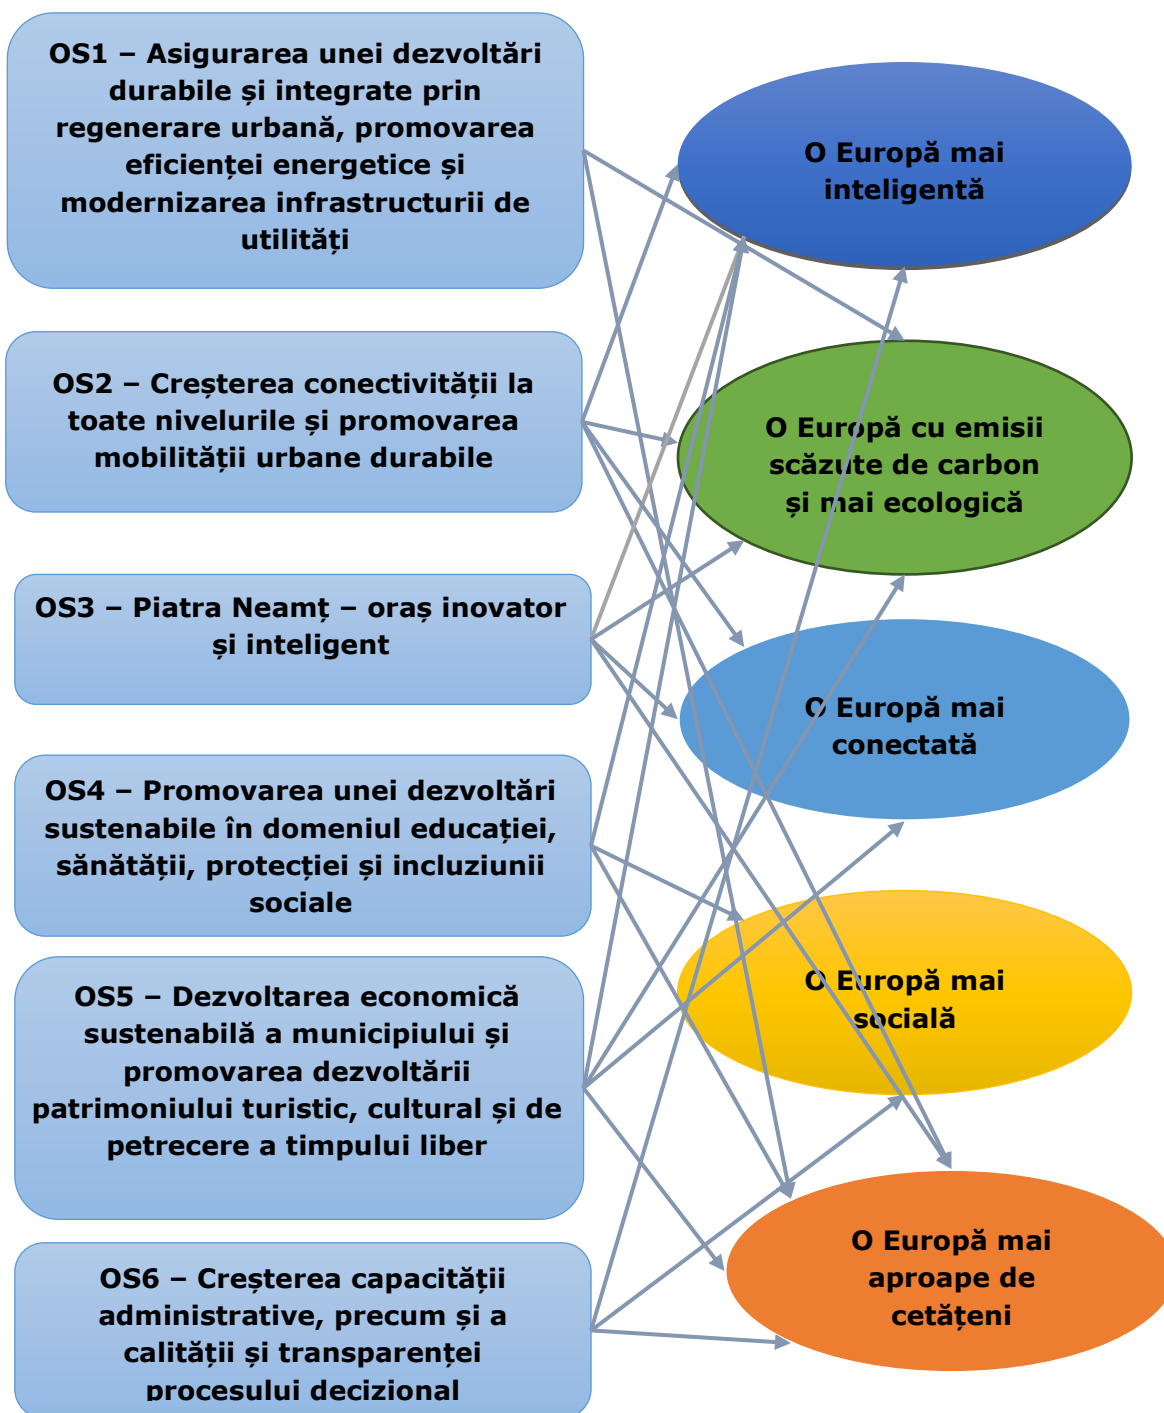 OS1 – Asigurarea unei dezvoltări
durabile și integrate prin
regenerare urbană, promovarea
eficienței energetice și
modernizarea infrastructurii de
utilități
OS2 – Creșterea conectivității la
toate nivelurile și promovarea
mobilității urbane durabile
OS3 – Piatra Neamț – oraș inovator
și inteligent
OS4 – Promovarea unei dezvoltări
sustenabile în domeniul educației,
sănătății, protecției și incluziunii
sociale
OS5 – Dezvoltarea economică
sustenabilă a municipiului și
promovarea dezvoltării
patrimoniului turistic, cultural și de
petrecere a timpului liber
OS6 – Creșterea capacității
administrative, precum și a
calității și transparenței
procesului decizional
O Europă mai
inteligentă
O Europă cu emisii
scăzute de carbon
și mai ecologică
O Europă mai
conectată
O Europă mai
socială
O Europă mai
aproape de
cetățeni